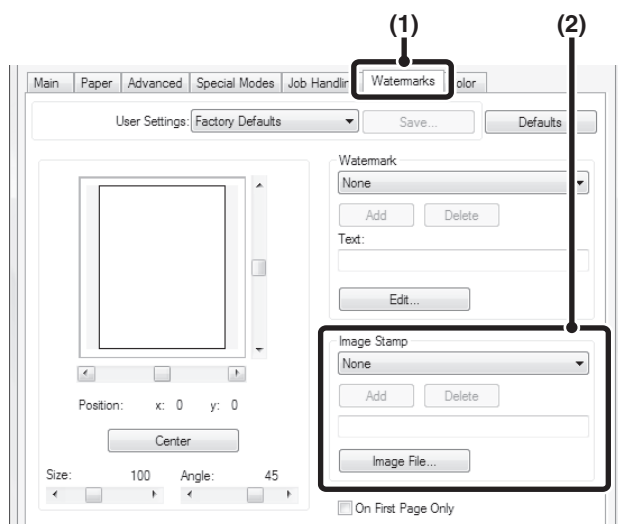 (1) (2)
Main Paper Advanced Special Modes Job Handlin Watermarks olor
User Settings: Factory Defaults Save... Defaults
Watermark
None
Add Delete
Text:
Edit...
Image Stamp
None
Add Delete
Image File...
Position: x: 0 y: 0
Center
Size: 100 Angle: 45
On First Page Only